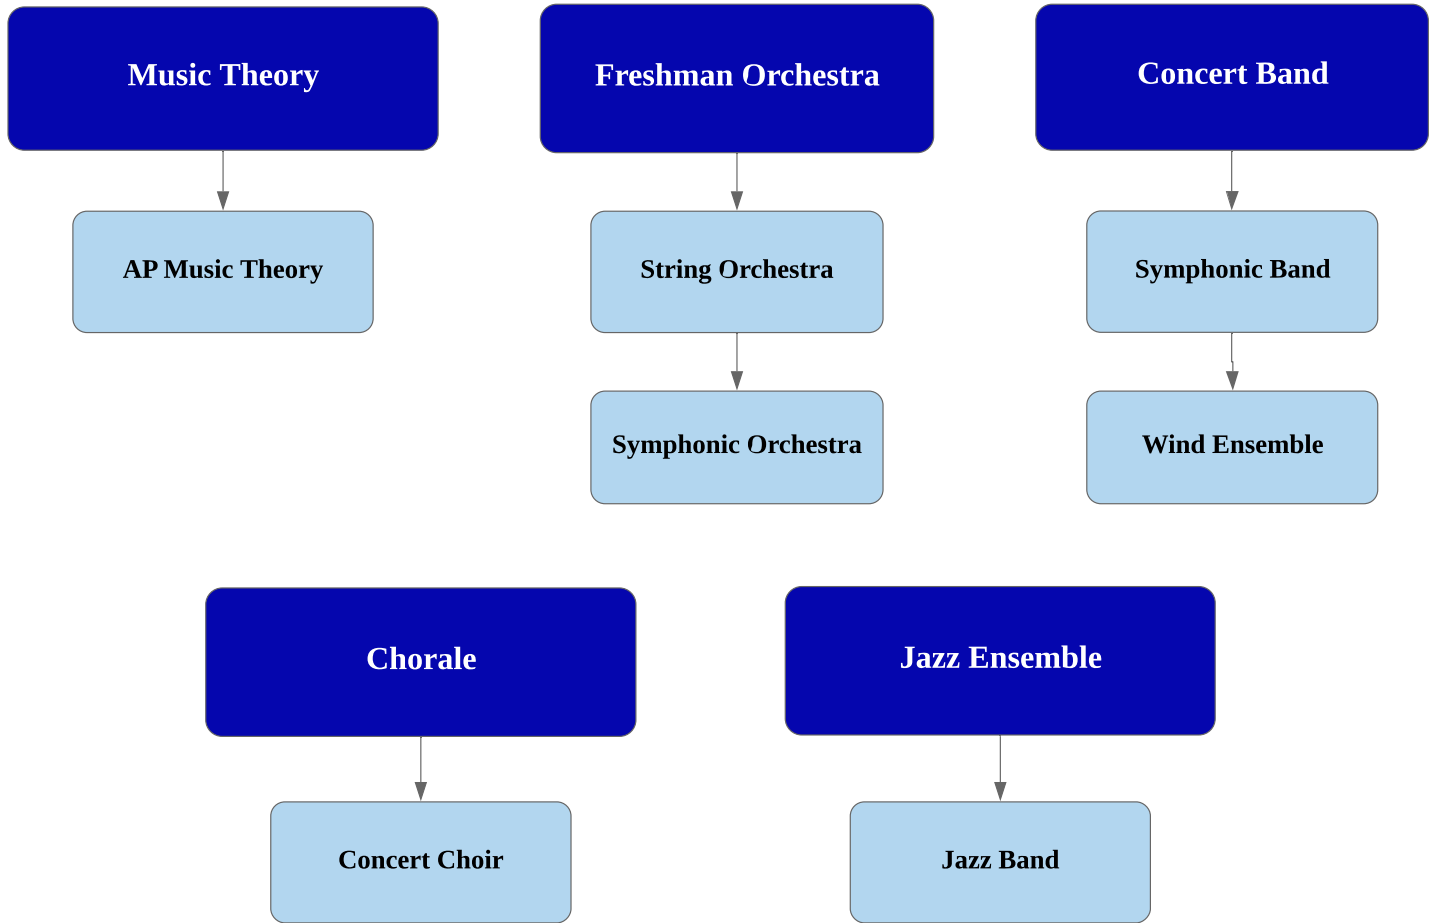 Music Theory
Freshman Orchestra
Concert Band
AP Music Theory
String Orchestra
Symphonic Band
Symphonic Orchestra
Wind Ensemble
Chorale
Jazz Ensemble
Concert Choir
Jazz Band